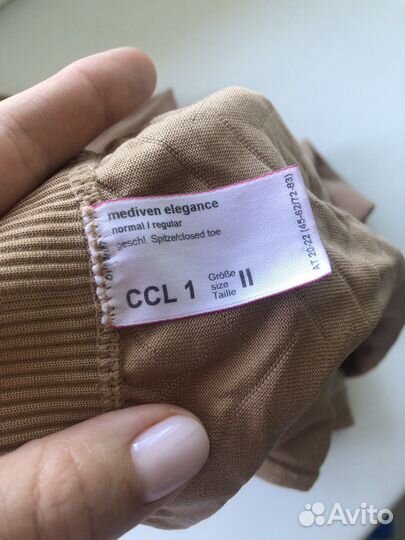 mediven elegance
normal / regular
geschl. Spitze/closed toe
CCL 1
Größe
size
Taille
II
AT 20-22 (45-62/72-83)
Avito